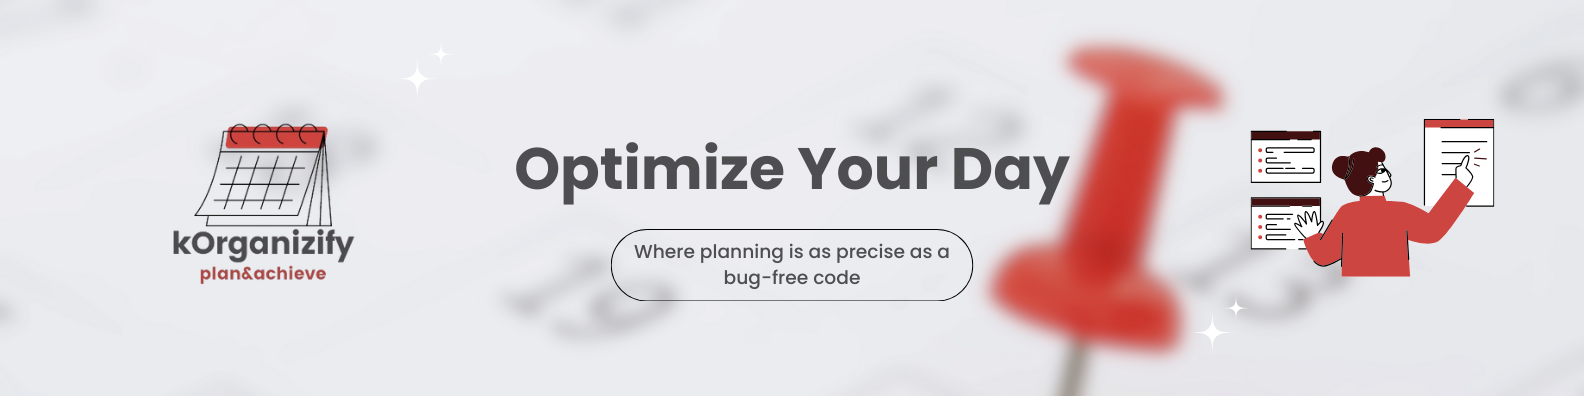 kOrganizify
plan&achieve
Optimize Your Day
Where planning is as precise as a
bug-free code